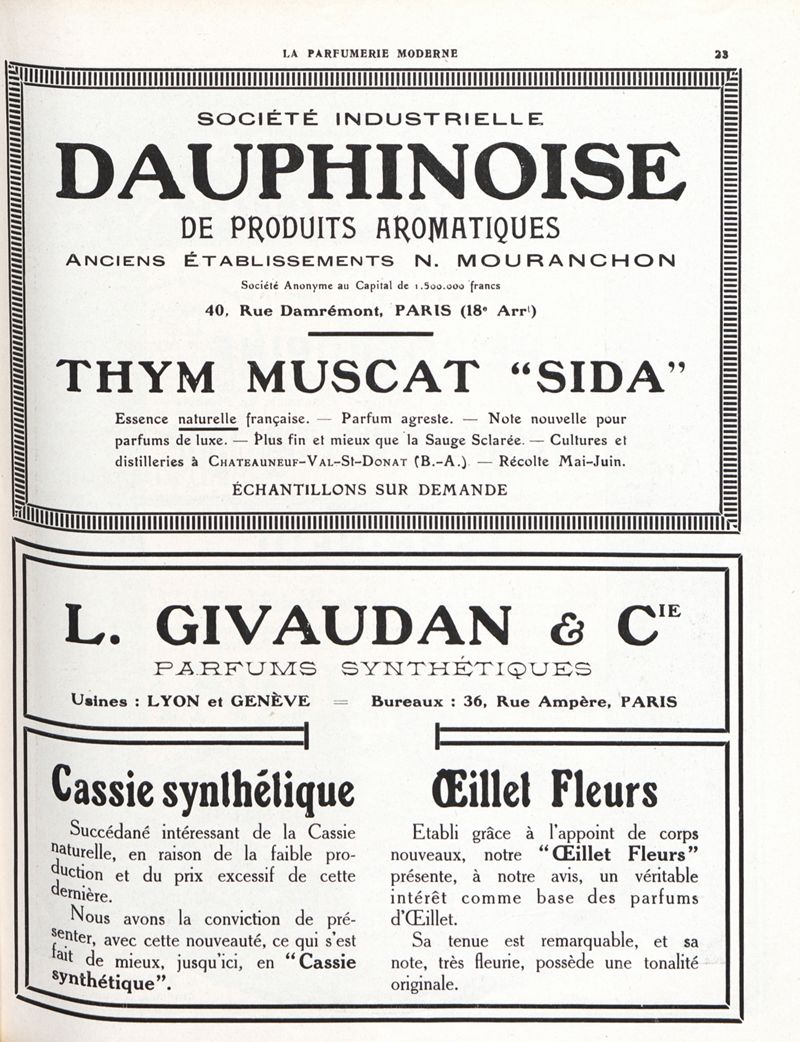 LA PARFUMERIE MODERNE 23
SOCIÉTÉ INDUSTRIELLE
DAUPHINOISE
DE PRODUITS AROMATIQUES
ANCIENS ÉTABLISSEMENTS N. MOURANCHON
Société Anonyme au Capital de 1.500.000 francs
40, Rue Damrémont, PARIS (18e Arrt)
THYM MUSCAT “SIDA”
Essence naturelle française. — Parfum agreste. — Note nouvelle pour
parfums de luxe. — Plus fin et mieux que la Sauge Sclarée. — Cultures et
distilleries à CHATEAUNEUF-VAL-St-DONAT (B.-A.) — Récolte Mai-Juin.
ÉCHANTILLONS SUR DEMANDE
L. GIVAUDAN & CIE
PARFUMS SYNTHÉTIQUES
Usines : LYON et GENÈVE = Bureaux : 36, Rue Ampère, PARIS
Cassie synthétique
Succédané intéressant de la Cassie
naturelle, en raison de la faible pro-
duction et du prix excessif de cette
dernière.
Nous avons la conviction de pré-
senter, avec cette nouveauté, ce qui s'est
fait de mieux, jusqu'ici, en “Cassie
synthétique”.
Œillet Fleurs
Etabli grâce à l'appoint de corps
nouveaux, notre “Œillet Fleurs”
présente, à notre avis, un véritable
intérêt comme base des parfums
d'Œillet.
Sa tenue est remarquable, et sa
note, très fleurie, possède une tonalité
originale.